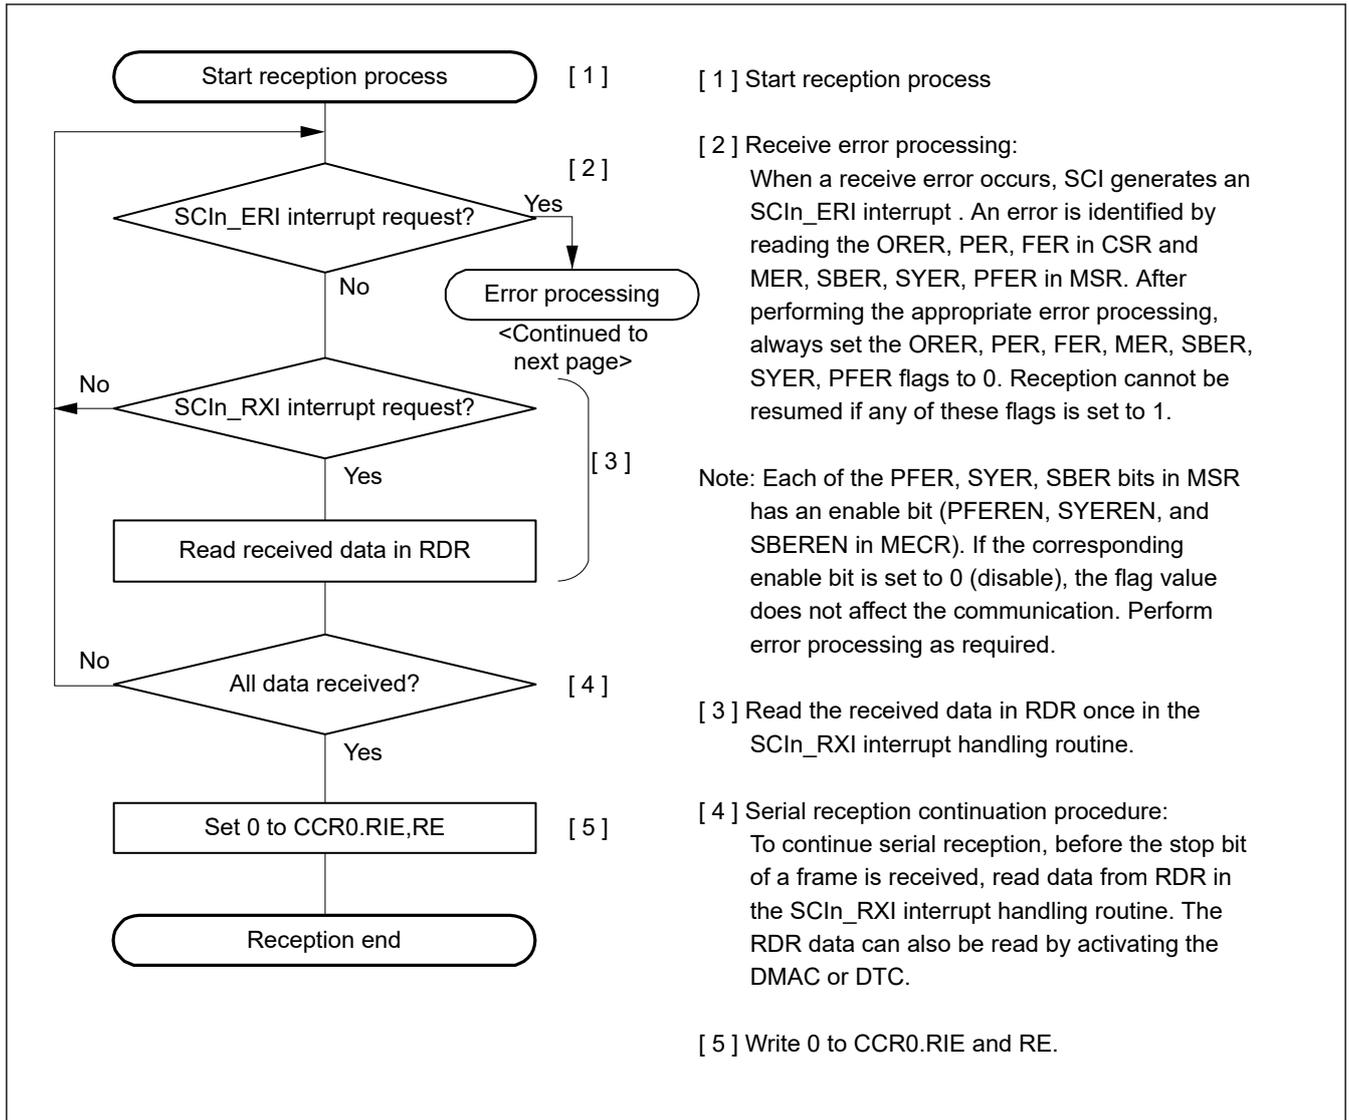 Start reception process
[ 1 ]
[ 2 ]
SCIn_ERI interrupt request?
Yes
No
Error processing
<Continued to
next page>
No
SCIn_RXI interrupt request?
Yes
[ 3 ]
Read received data in RDR
No
All data received?
[ 4 ]
Yes
Set 0 to CCR0.RIE,RE
[ 5 ]
Reception end
[ 1 ] Start reception process
[ 2 ] Receive error processing:
When a receive error occurs, SCI generates an
SCIn_ERI interrupt . An error is identified by
reading the ORER, PER, FER in CSR and
MER, SBER, SYER, PFER in MSR. After
performing the appropriate error processing,
always set the ORER, PER, FER, MER, SBER,
SYER, PFER flags to 0. Reception cannot be
resumed if any of these flags is set to 1.
Note: Each of the PFER, SYER, SBER bits in MSR
has an enable bit (PFEREN, SYEREN, and
SBEREN in MECR). If the corresponding
enable bit is set to 0 (disable), the flag value
does not affect the communication. Perform
error processing as required.
[ 3 ] Read the received data in RDR once in the
SCIn_RXI interrupt handling routine.
[ 4 ] Serial reception continuation procedure:
To continue serial reception, before the stop bit
of a frame is received, read data from RDR in
the SCIn_RXI interrupt handling routine. The
RDR data can also be read by activating the
DMAC or DTC.
[ 5 ] Write 0 to CCR0.RIE and RE.